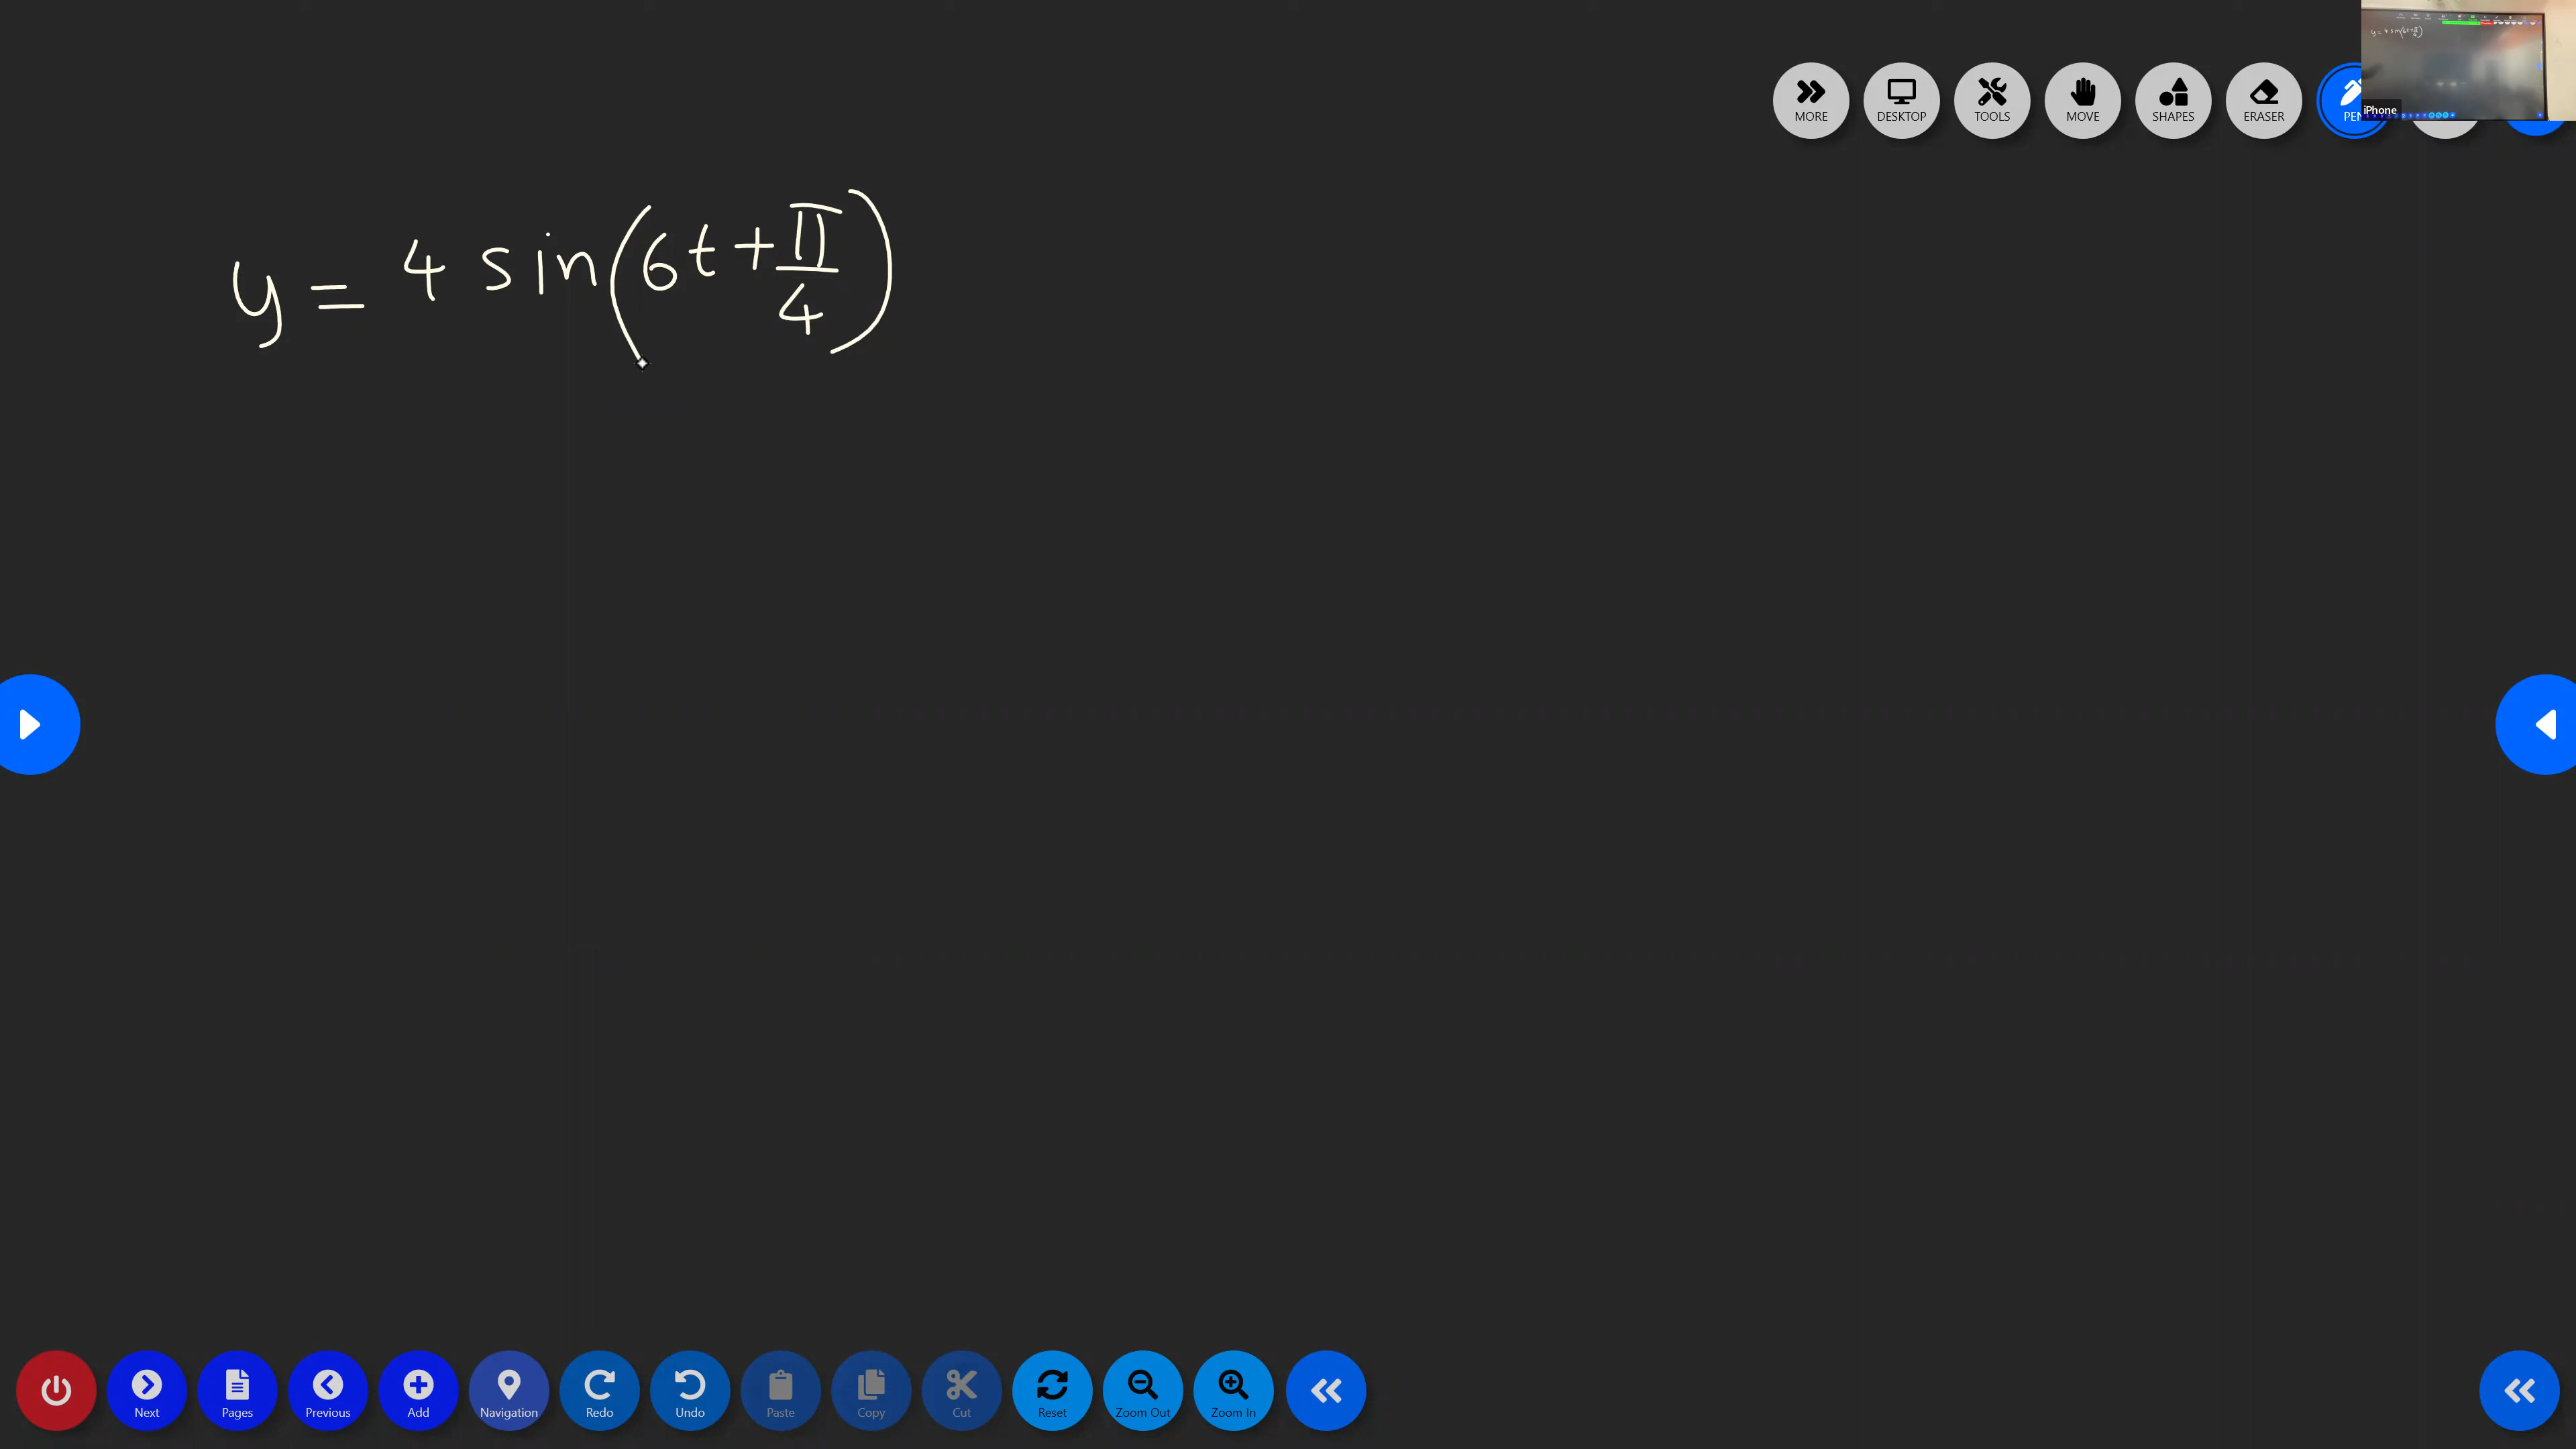 MORE DESKTOP TOOLS MOVE SHAPES ERASER PEN
iPhone
y = 4 sin(6t + π/4)
Next Pages Previous Add Navigation Redo Undo Paste Copy Cut Reset Zoom Out Zoom In